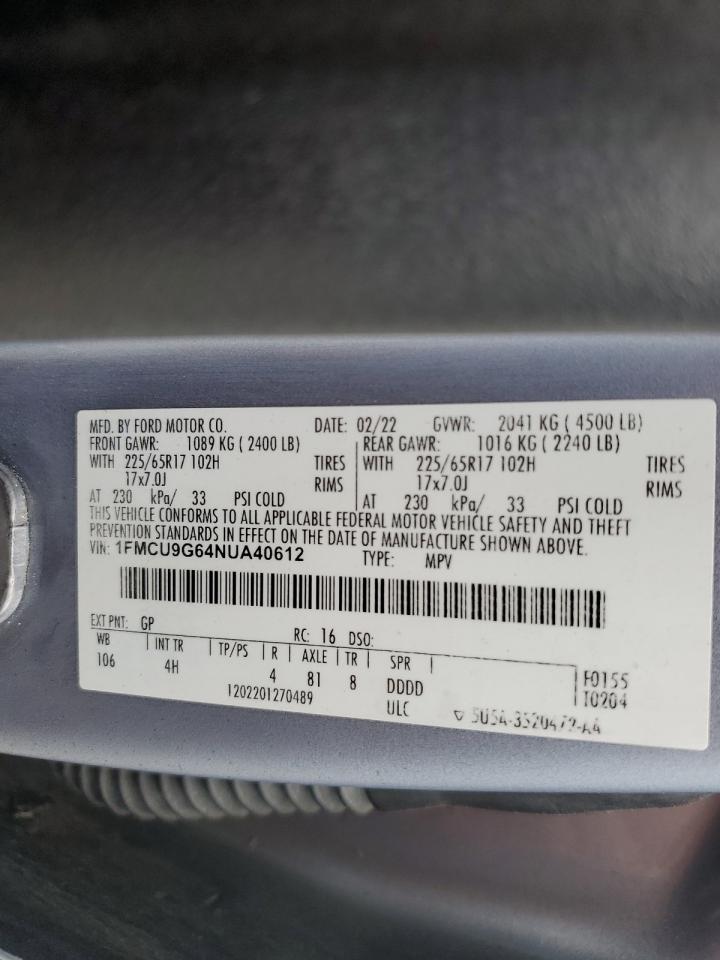 MFD. BY FORD MOTOR CO. DATE: 02/22 GVWR: 2041 KG ( 4500 LB)
FRONT GAWR: 1089 KG ( 2400 LB) REAR GAWR: 1016 KG ( 2240 LB)
WITH 225/65R17 102H TIRES WITH 225/65R17 102H TIRES
17x7.0J RIMS 17x7.0J RIMS
AT 230 kPa/ 33 PSI COLD AT 230 kPa/ 33 PSI COLD
THIS VEHICLE CONFORMS TO ALL APPLICABLE FEDERAL MOTOR VEHICLE SAFETY AND THEFT
PREVENTION STANDARDS IN EFFECT ON THE DATE OF MANUFACTURE SHOWN ABOVE.
VIN: 1FMCU9G64NUA40612 TYPE: MPV
EXT PNT: GP RC: 16 DSO:
WB INT TR TP/PS R AXLE TR SPR
106 4H 4 81 8 DDDD F0155
1202201270489 ULC I0204
5U5A-3520472-AA